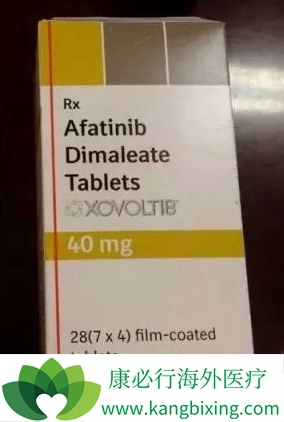 Rx
Afatinib
Dimaleate
Tablets
XOVOLTIB
40 mg
28(7 x 4) film-coated
康必行海外医疗
www.kangbixing.com